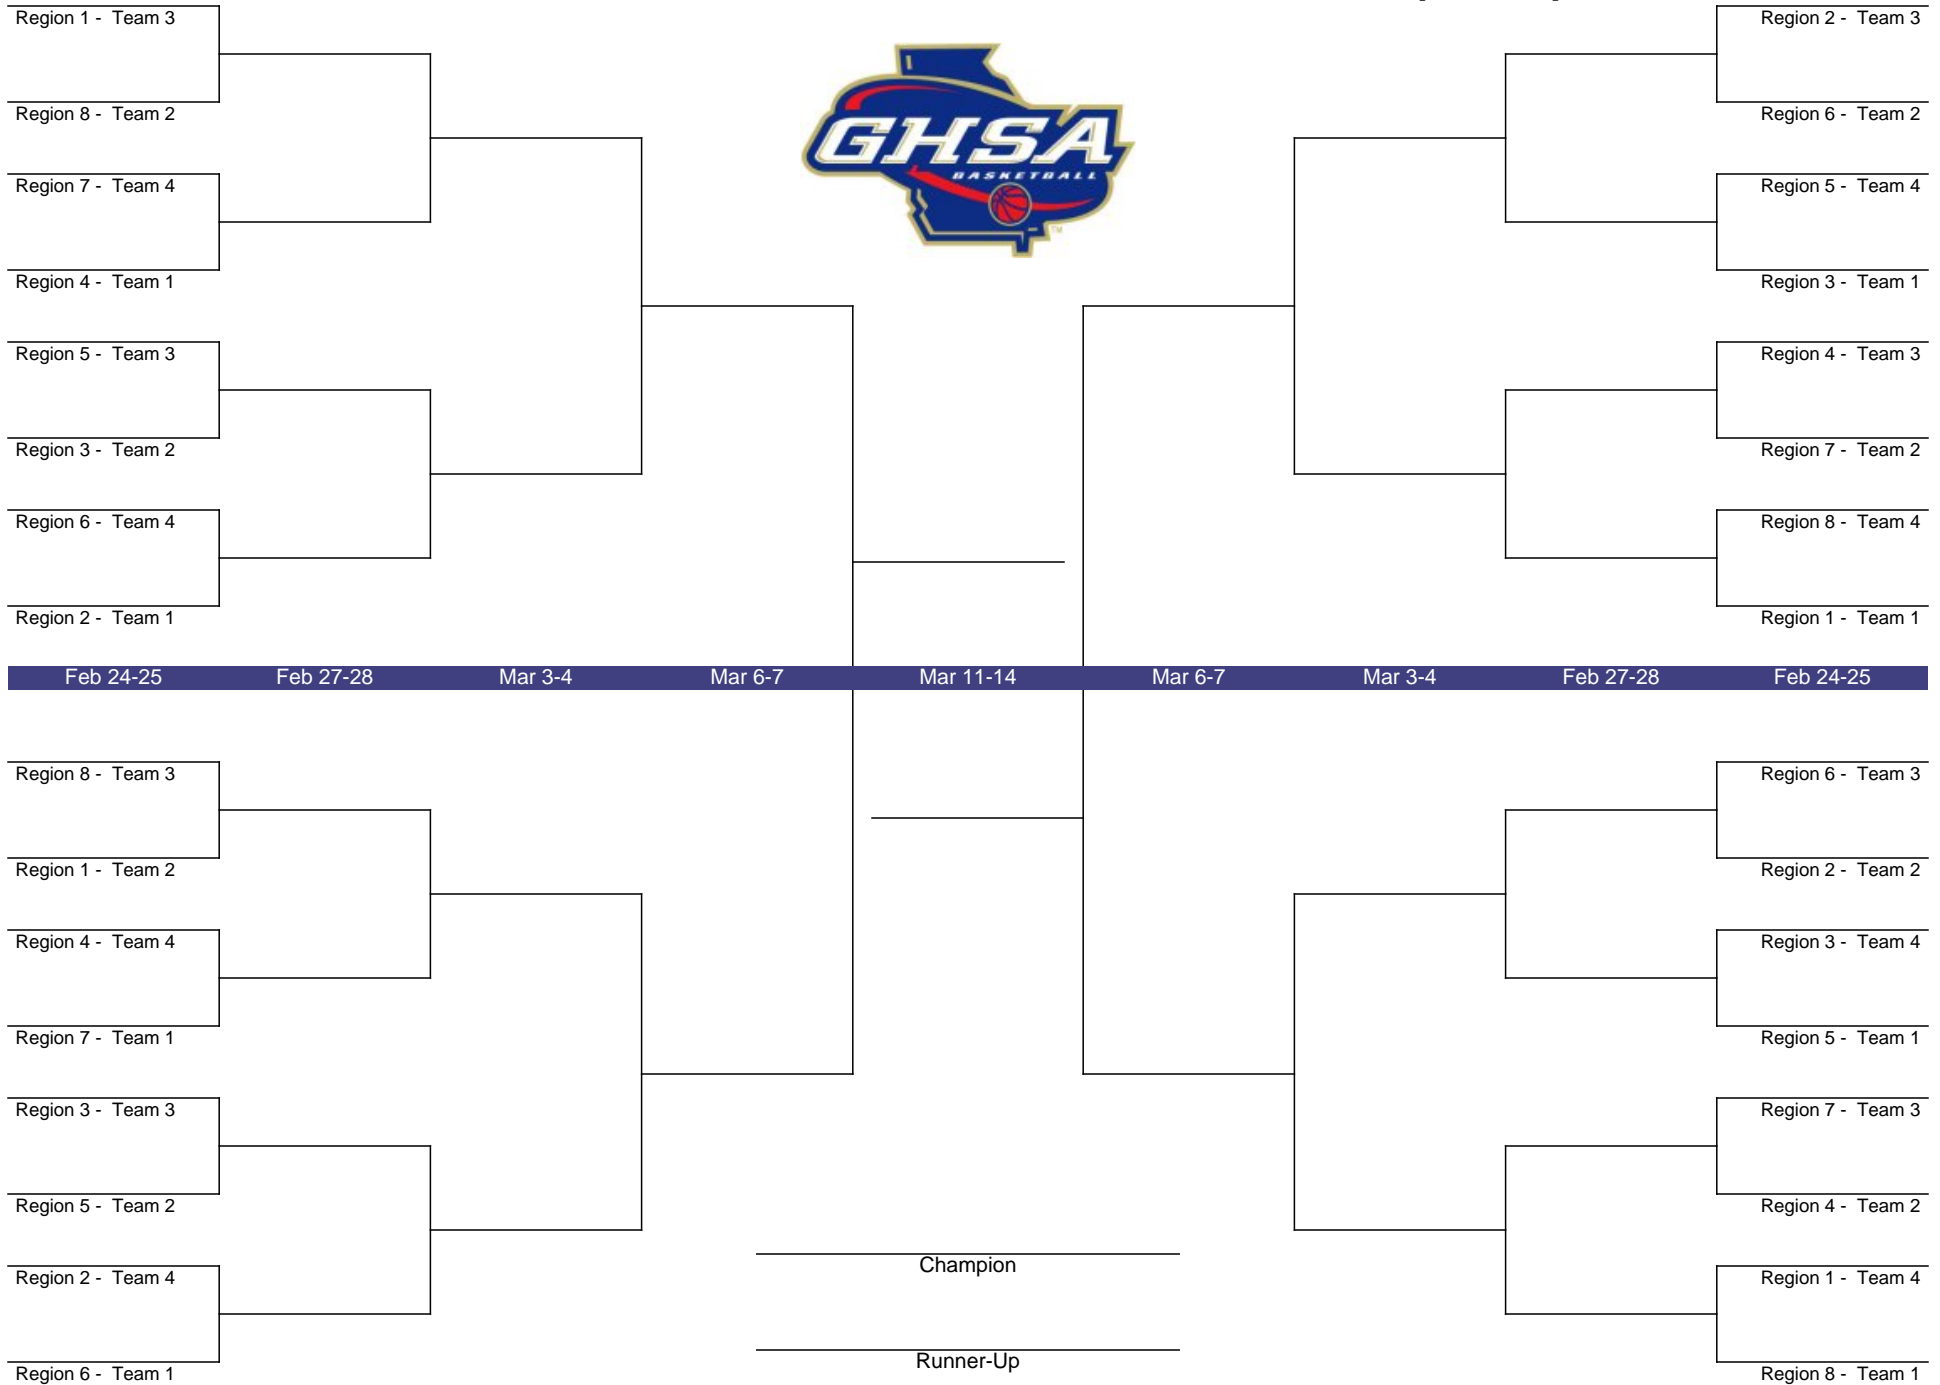 Region 1 - Team 3
Region 8 - Team 2
Region 7 - Team 4
Region 4 - Team 1
Region 5 - Team 3
Region 3 - Team 2
Region 6 - Team 4
Region 2 - Team 1
GHSA
BASKETBALL
TM
Region 2 - Team 3
Region 6 - Team 2
Region 5 - Team 4
Region 3 - Team 1
Region 4 - Team 3
Region 7 - Team 2
Region 8 - Team 4
Region 1 - Team 1
Feb 24-25 Feb 27-28 Mar 3-4 Mar 6-7 Mar 11-14 Mar 6-7 Mar 3-4 Feb 27-28 Feb 24-25
Region 8 - Team 3
Region 1 - Team 2
Region 4 - Team 4
Region 7 - Team 1
Region 3 - Team 3
Region 5 - Team 2
Region 2 - Team 4
Region 6 - Team 1
Champion
Runner-Up
Region 6 - Team 3
Region 2 - Team 2
Region 3 - Team 4
Region 5 - Team 1
Region 7 - Team 3
Region 4 - Team 2
Region 1 - Team 4
Region 8 - Team 1